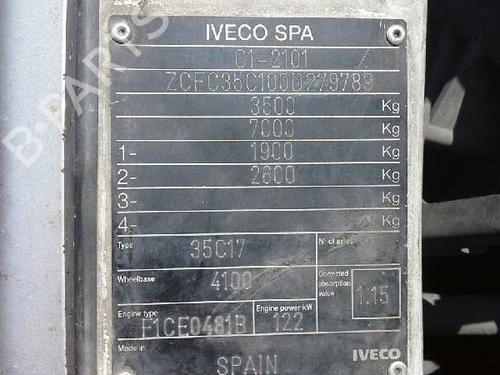 IVECO SPA
C1-2101 /
ZCFC35C100D279789
3500 Kg
7000 Kg
1- 1900 Kg
2- 2600 Kg
3- Kg
4- Kg
Type 35C17 N° of axles
Wheelbase 4100 Corrected absorption value 1.15
Engine type F1CE0481B Engine power kW 122
Made in SPAIN IVECO
B-PARTS